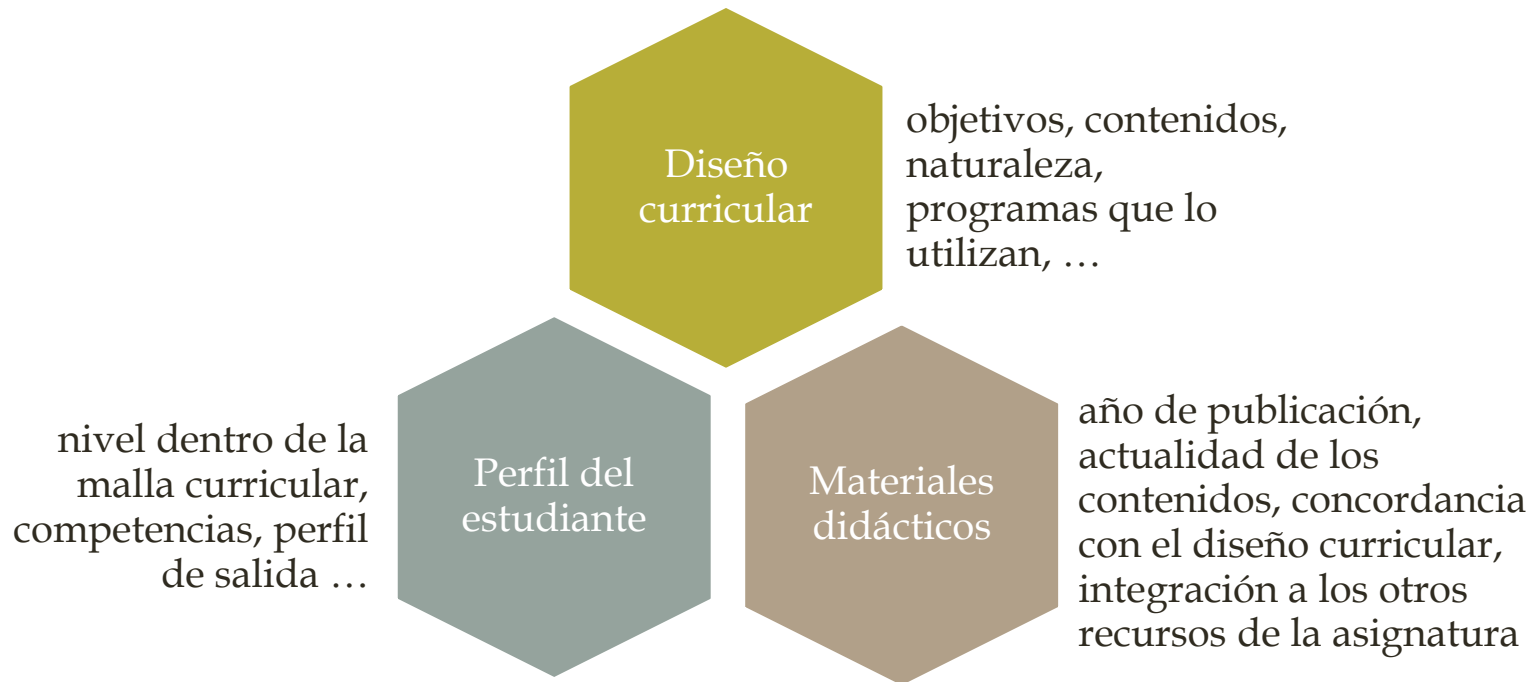 Diseño
curricular
objetivos, contenidos,
naturaleza,
programas que lo
utilizan, …
nivel dentro de la
malla curricular,
competencias, perfil
de salida …
Perfil del
estudiante
Materiales
didácticos
año de publicación,
actualidad de los
contenidos, concordancia
con el diseño curricular,
integración a los otros
recursos de la asignatura